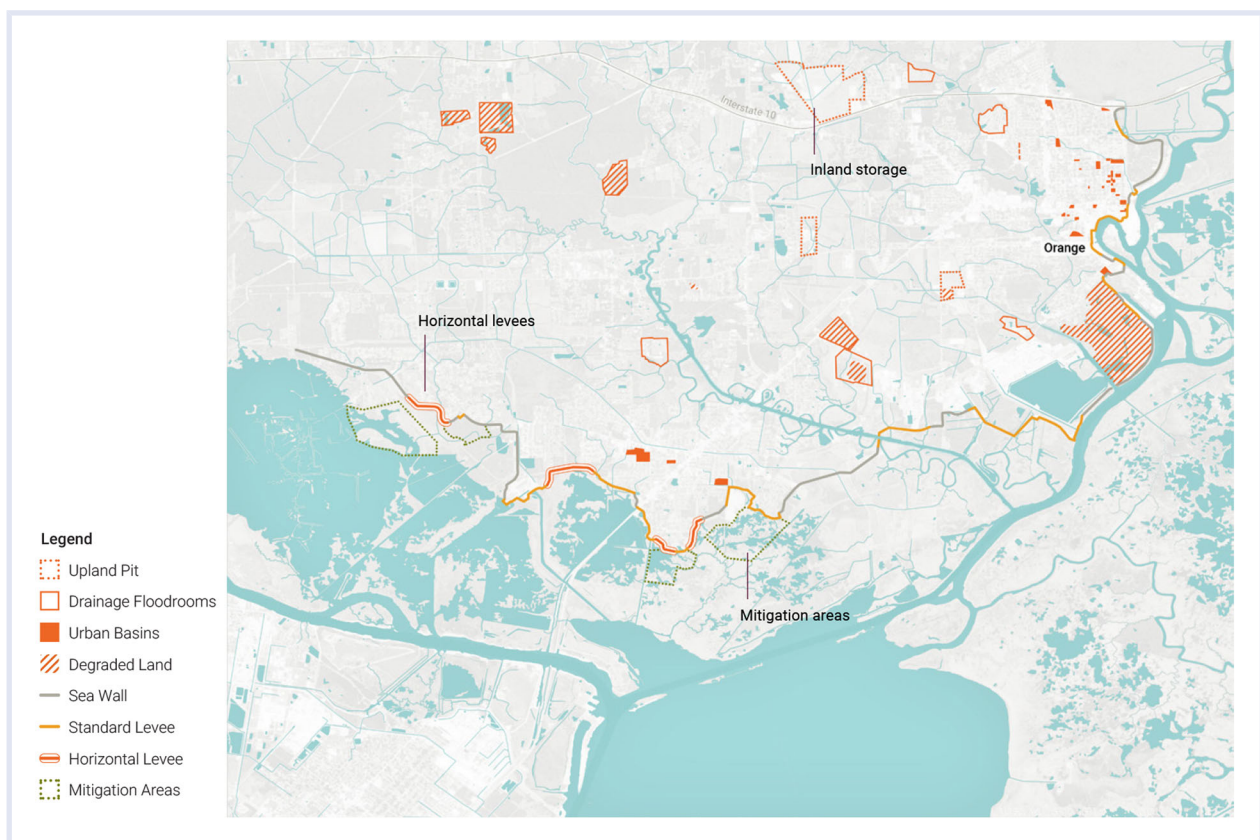 Interstate 10
Inland storage
Orange
Horizontal levees
Mitigation areas
Legend
Upland Pit
Drainage Floodrooms
Urban Basins
Degraded Land
Sea Wall
Standard Levee
Horizontal Levee
Mitigation Areas